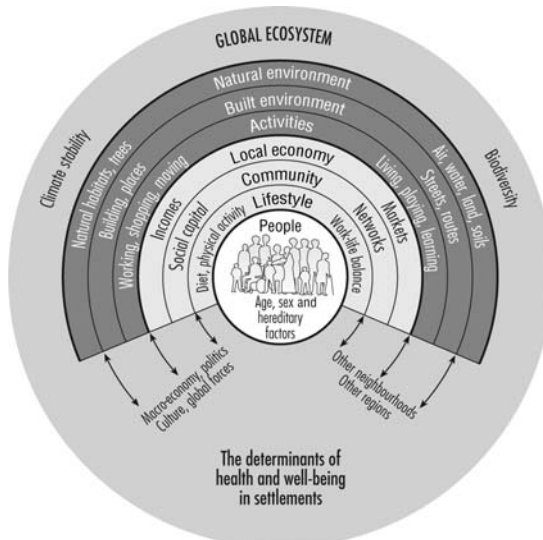 GLOBAL ECOSYSTEM
Climate stability
Biodiversity
Natural environment
Natural habitats, trees
Air, water, land, soils
Built environment
Building, places
Streets, routes
Activities
Working, shopping, moving
Living, playing, learning
Local economy
Incomes
Markets
Community
Social capital
Networks
Lifestyle
Diet, physical activity
Work-life balance
People
Age, sex and
hereditary
factors
Macro-economy, politics
Culture, global forces
Other neighbourhoods
Other regions
The determinants of
health and well-being
in settlements